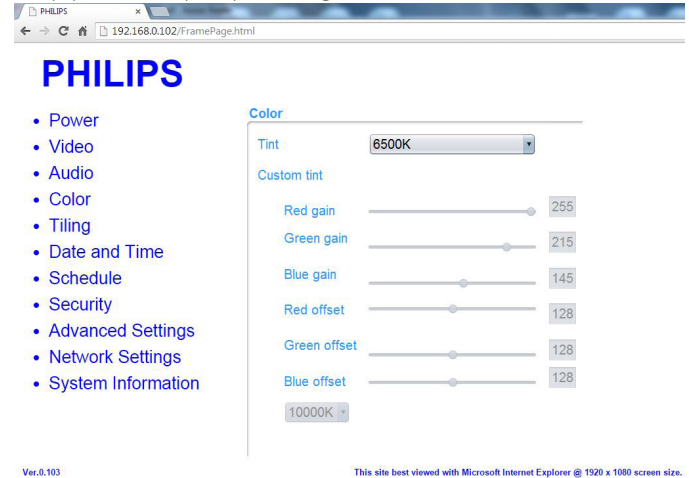 PHILIPS
192.168.0.102/FramePage.html
PHILIPS
• Power
• Video
• Audio
• Color
• Tiling
• Date and Time
• Schedule
• Security
• Advanced Settings
• Network Settings
• System Information
Color
Tint 6500K
Custom tint
Red gain 255
Green gain 215
Blue gain 145
Red offset 128
Green offset 128
Blue offset 128
10000K
Ver.0.103
This site best viewed with Microsoft Internet Explorer @ 1920 x 1080 screen size.